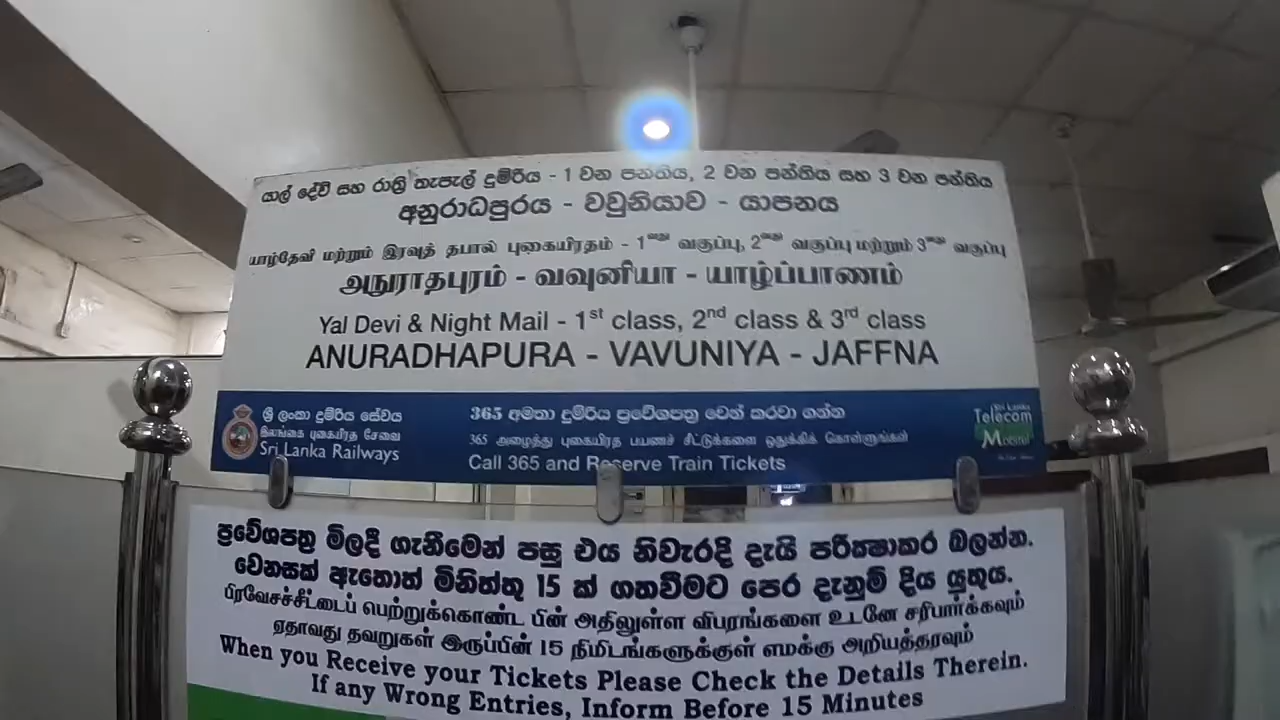 යාල් දේවි සහ රාත්‍රි තැපැල් දුම්රිය - 1 වන පන්තිය, 2 වන පන්තිය සහ 3 වන පන්තිය
අනුරාධපුරය - වවුනියාව - යාපනය
யாழ்தேவி மற்றும் இரவுத் தபால் புகையிரதம் - 1வது வகுப்பு, 2வது வகுப்பு மற்றும் 3வது வகுப்பு
அநுராதபுரம் - வவுனியா - யாழ்ப்பாணம்
Yal Devi & Night Mail - 1st class, 2nd class & 3rd class
ANURADHAPURA - VAVUNIYA - JAFFNA
ශ්‍රී ලංකා දුම්රිය සේවය
இலங்கை புகையிரத சேவை
Sri Lanka Railways
365 අමතා දුම්රිය ප්‍රවේශපත්‍ර වෙන් කරවා ගන්න
365 அழைத்து புகையிரத பயணச் சீட்டுக்களை ஒதுக்கிக் கொள்ளுங்கள்
Call 365 and Reserve Train Tickets
Sri Lanka
Telecom
Mobitel
ප්‍රවේශපත්‍ර මිලදී ගැනීමෙන් පසු එය නිවැරදි දැයි පරීක්ෂාකර බලන්න.
වෙනසක් ඇතොත් මිනිත්තු 15 ක් ගතවීමට පෙර දැනුම් දිය යුතුය.
பிரவேசச்சீட்டைப் பெற்றுக்கொண்ட பின் அதிலுள்ள விபரங்களை உடனே சரிபார்க்கவும்
ஏதாவது தவறுகள் இருப்பின் 15 நிமிடங்களுக்குள் எமக்கு அறியத்தரவும்
When you Receive your Tickets Please Check the Details Therein.
If any Wrong Entries, Inform Before 15 Minutes